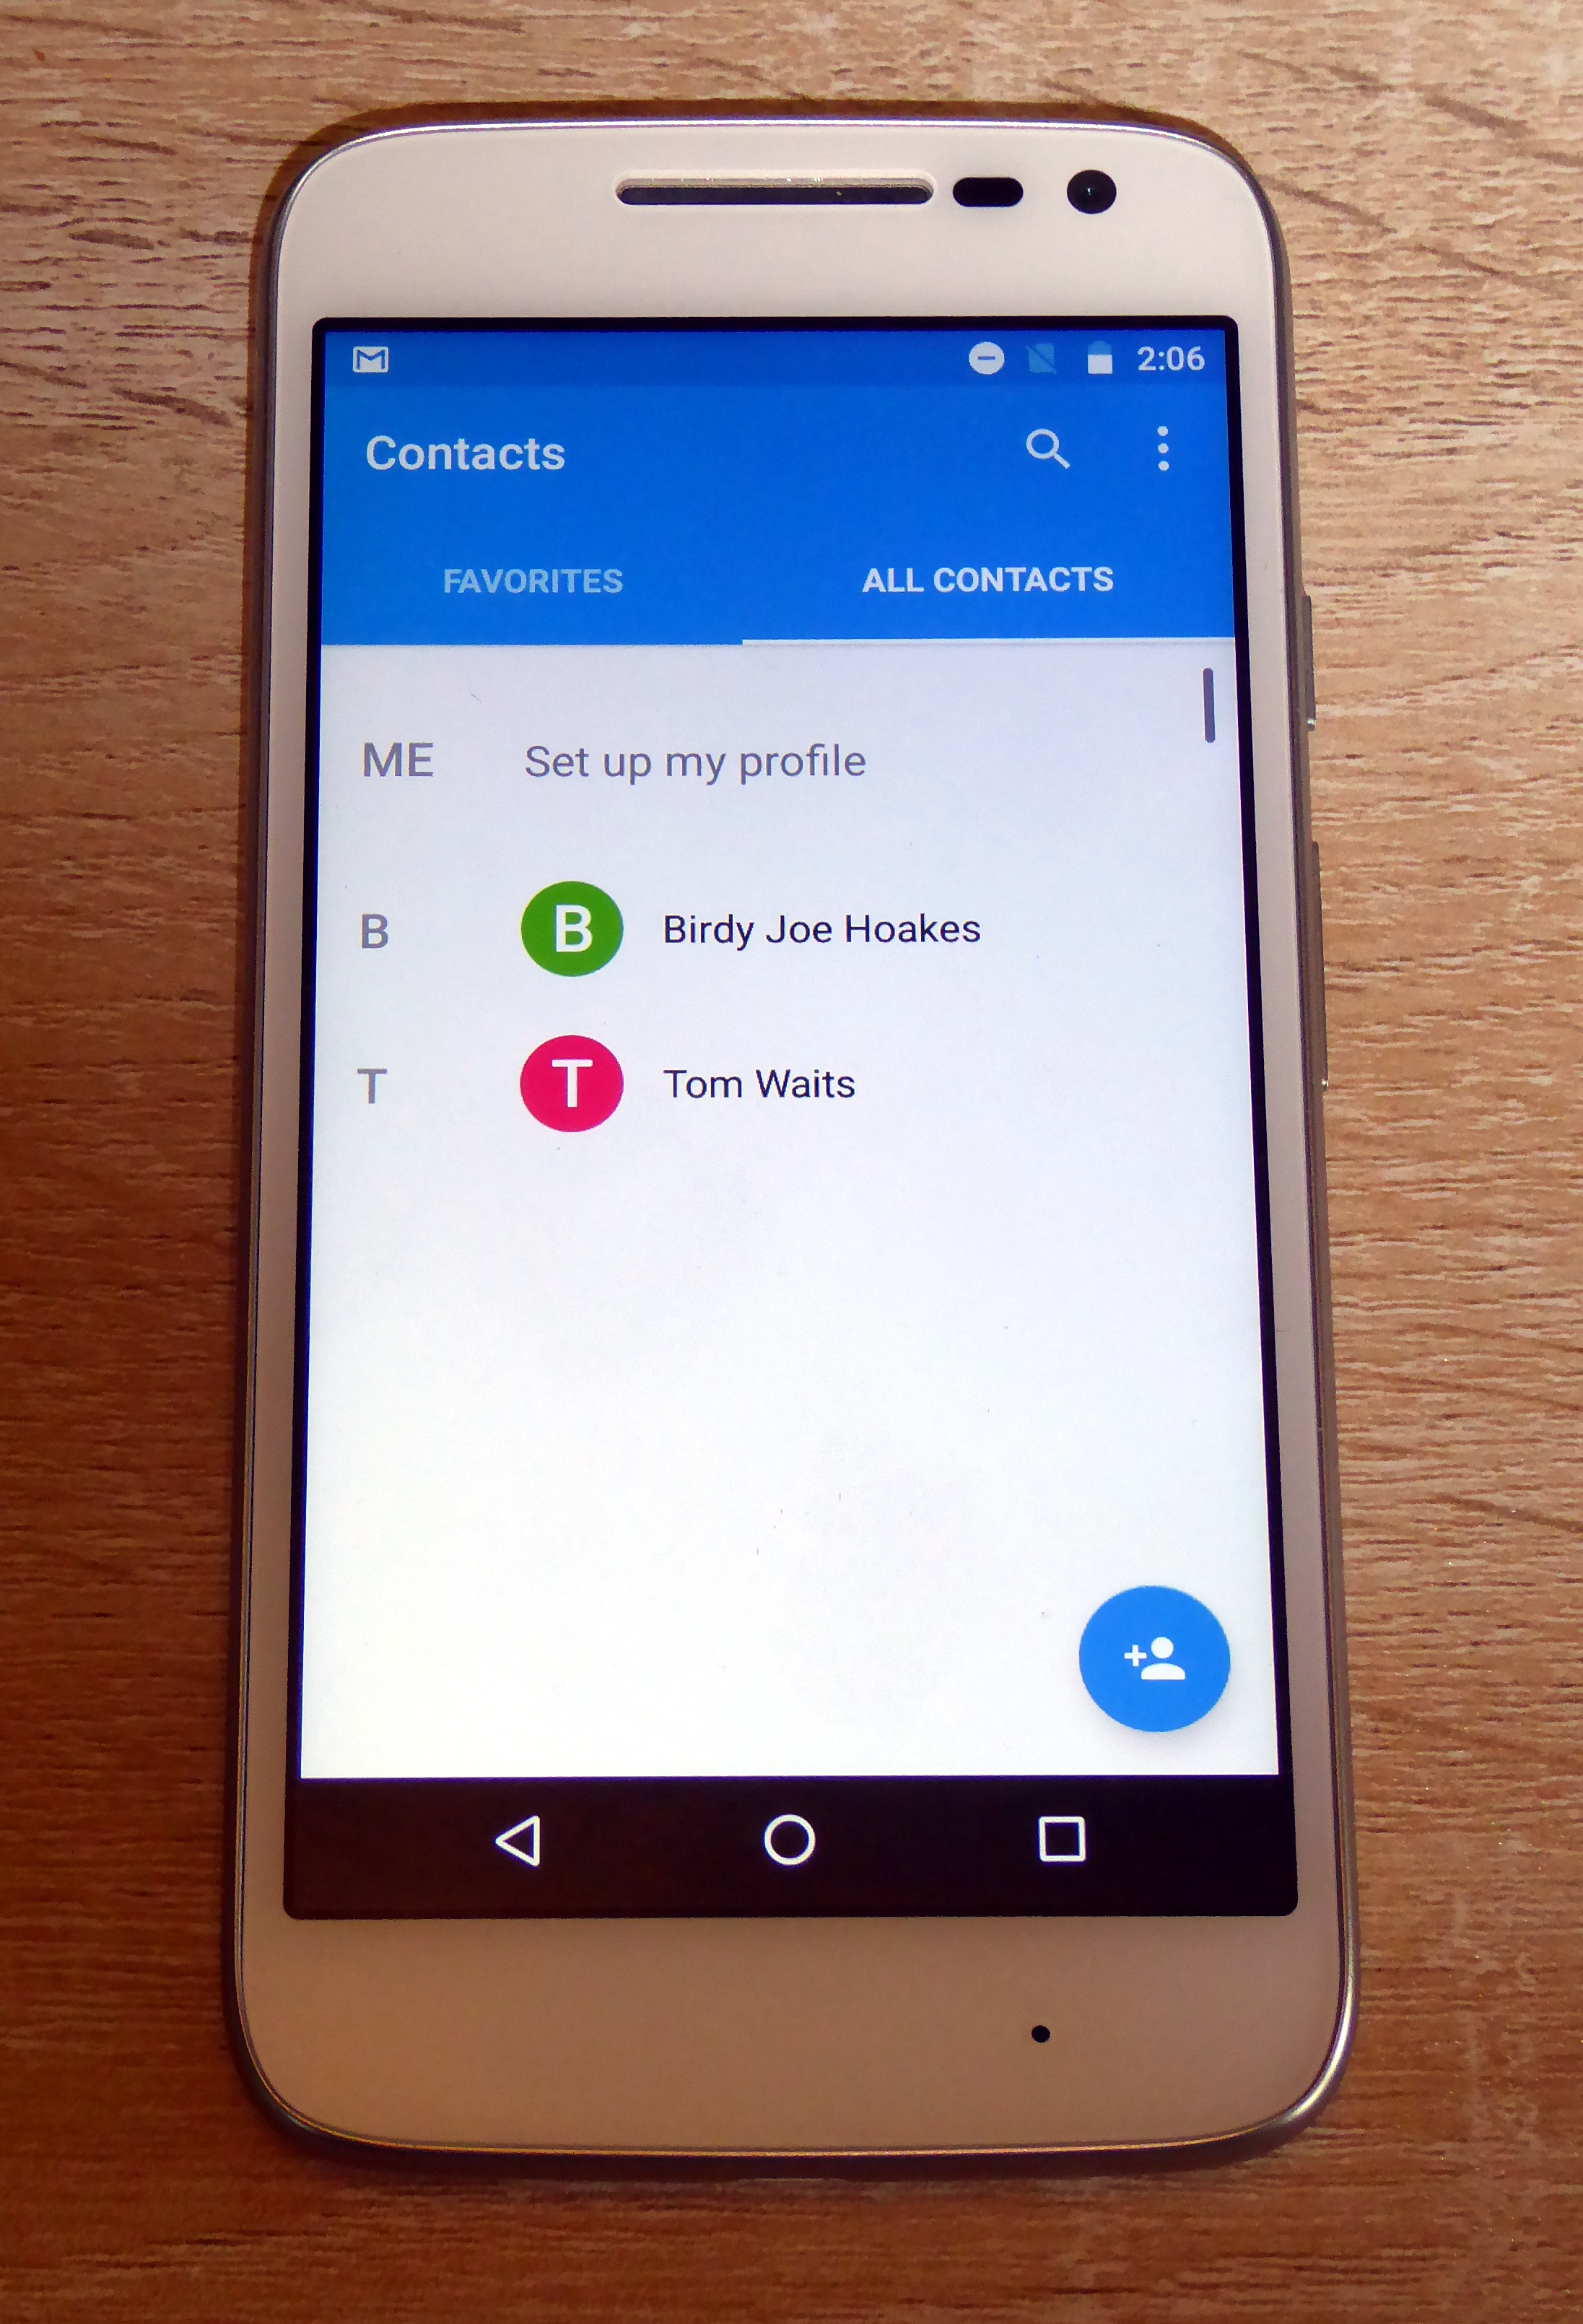 2:06
Contacts
FAVORITES ALL CONTACTS
ME Set up my profile
B B Birdy Joe Hoakes
T T Tom Waits